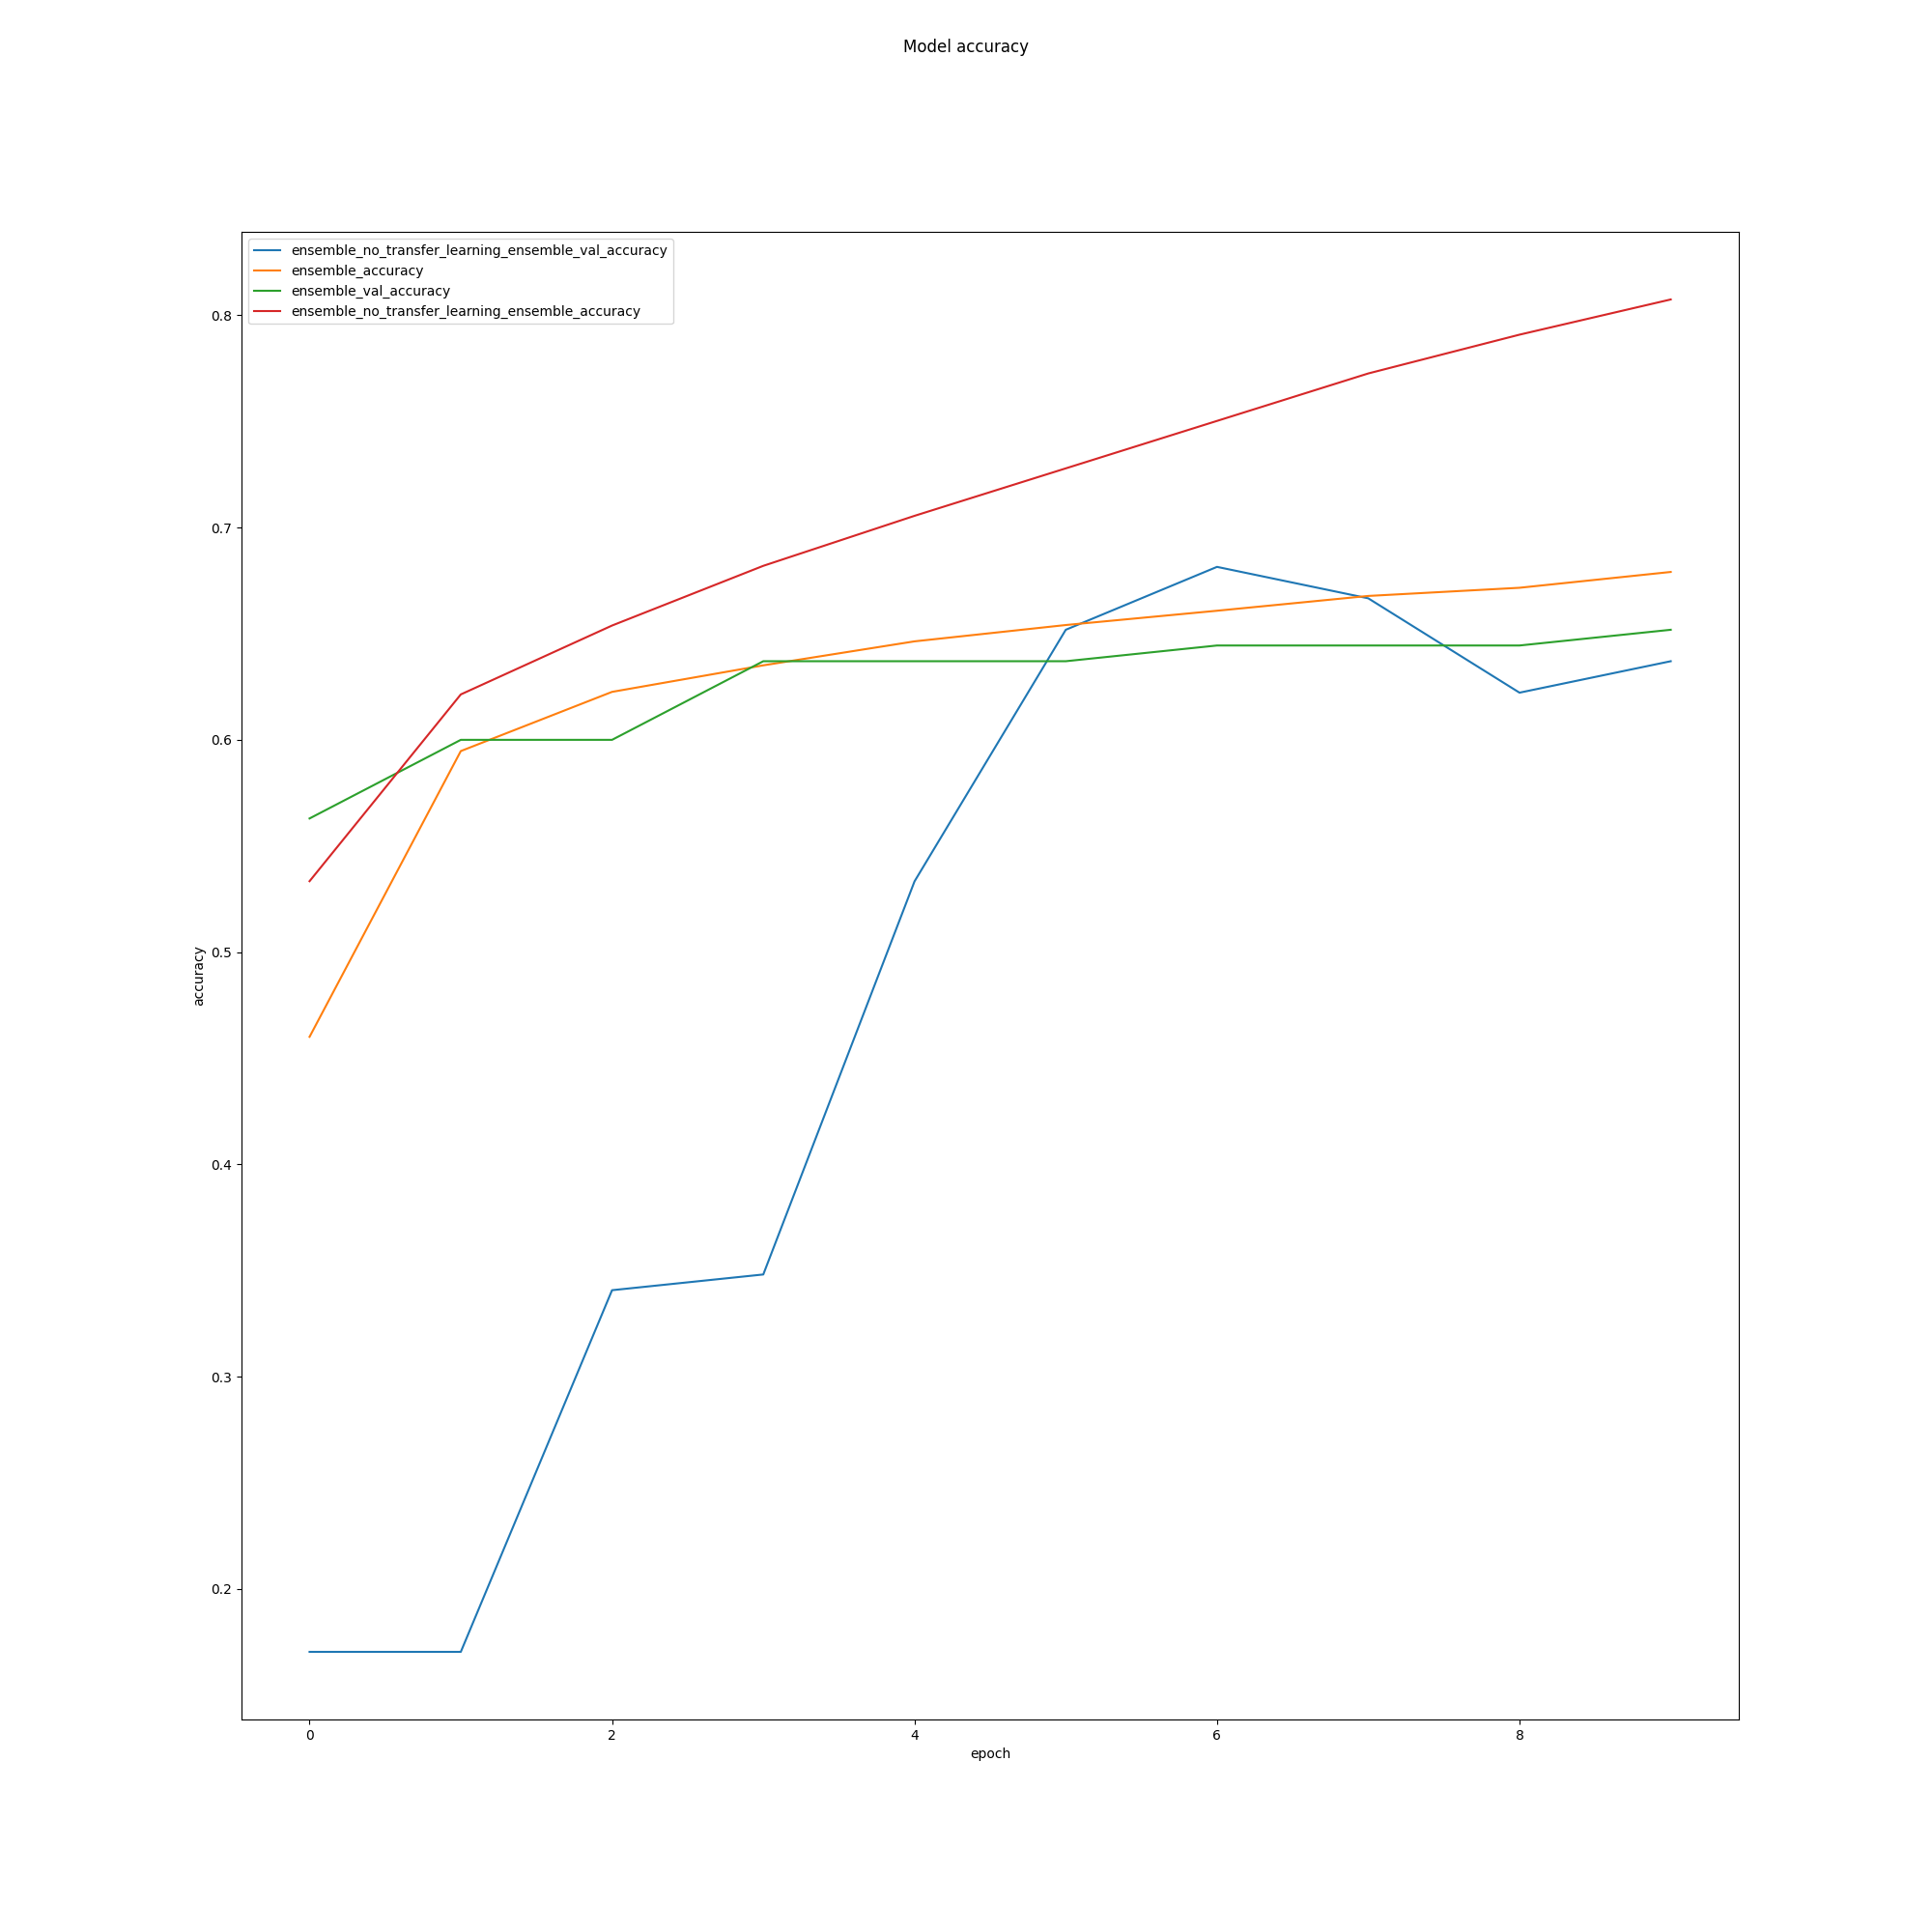 Model accuracy
ensemble_no_transfer_learning_ensemble_val_accuracy
ensemble_accuracy
ensemble_val_accuracy
ensemble_no_transfer_learning_ensemble_accuracy
0.8
0.7
0.6
0.5
0.4
0.3
0.2
accuracy
0 2 4 6 8
epoch